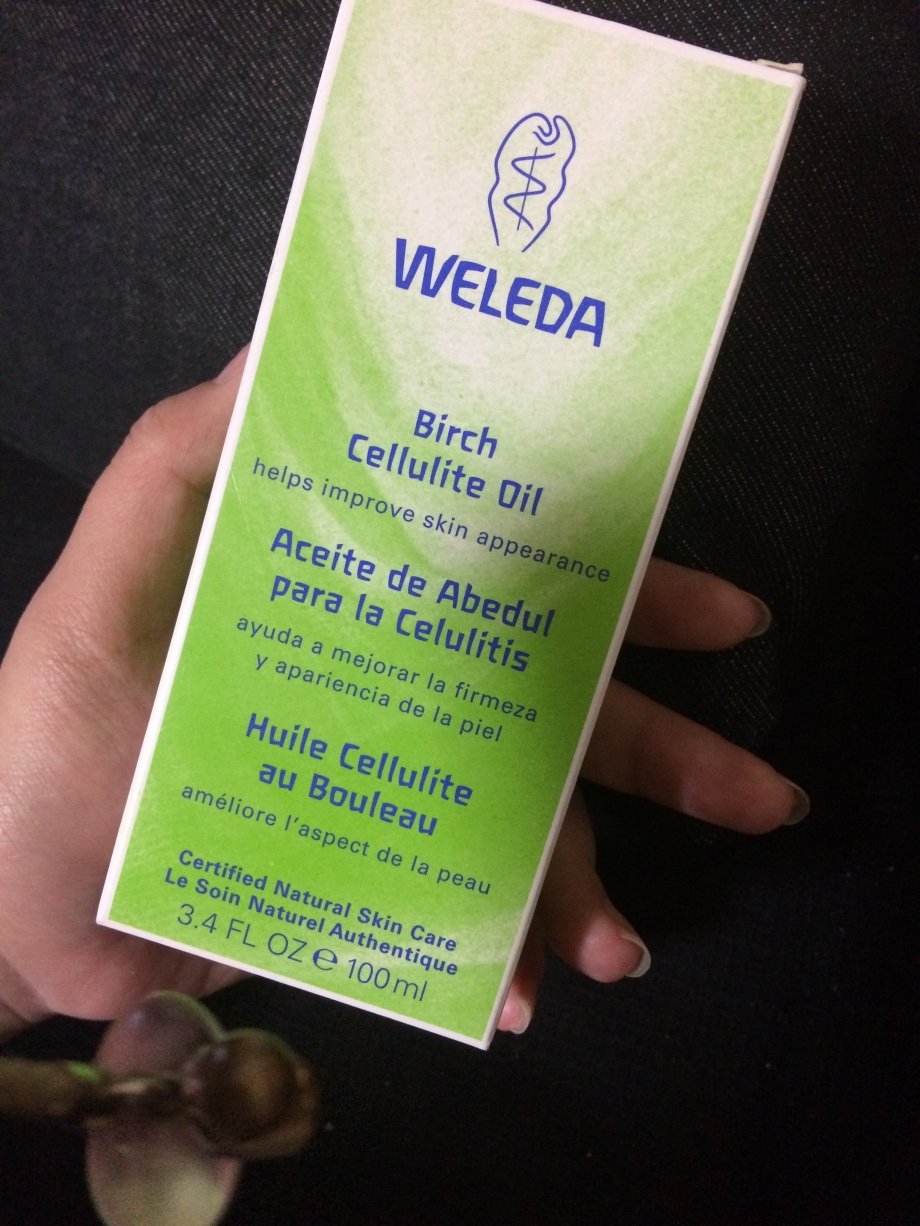 WELEDA
Birch
Cellulite Oil
helps improve skin appearance
Aceite de Abedul
para la Celulitis
ayuda a mejorar la firmeza
y apariencia de la piel
Huile Cellulite
au Bouleau
améliore l'aspect de la peau
Certified Natural Skin Care
Le Soin Naturel Authentique
3.4 FL OZ ℮ 100ml